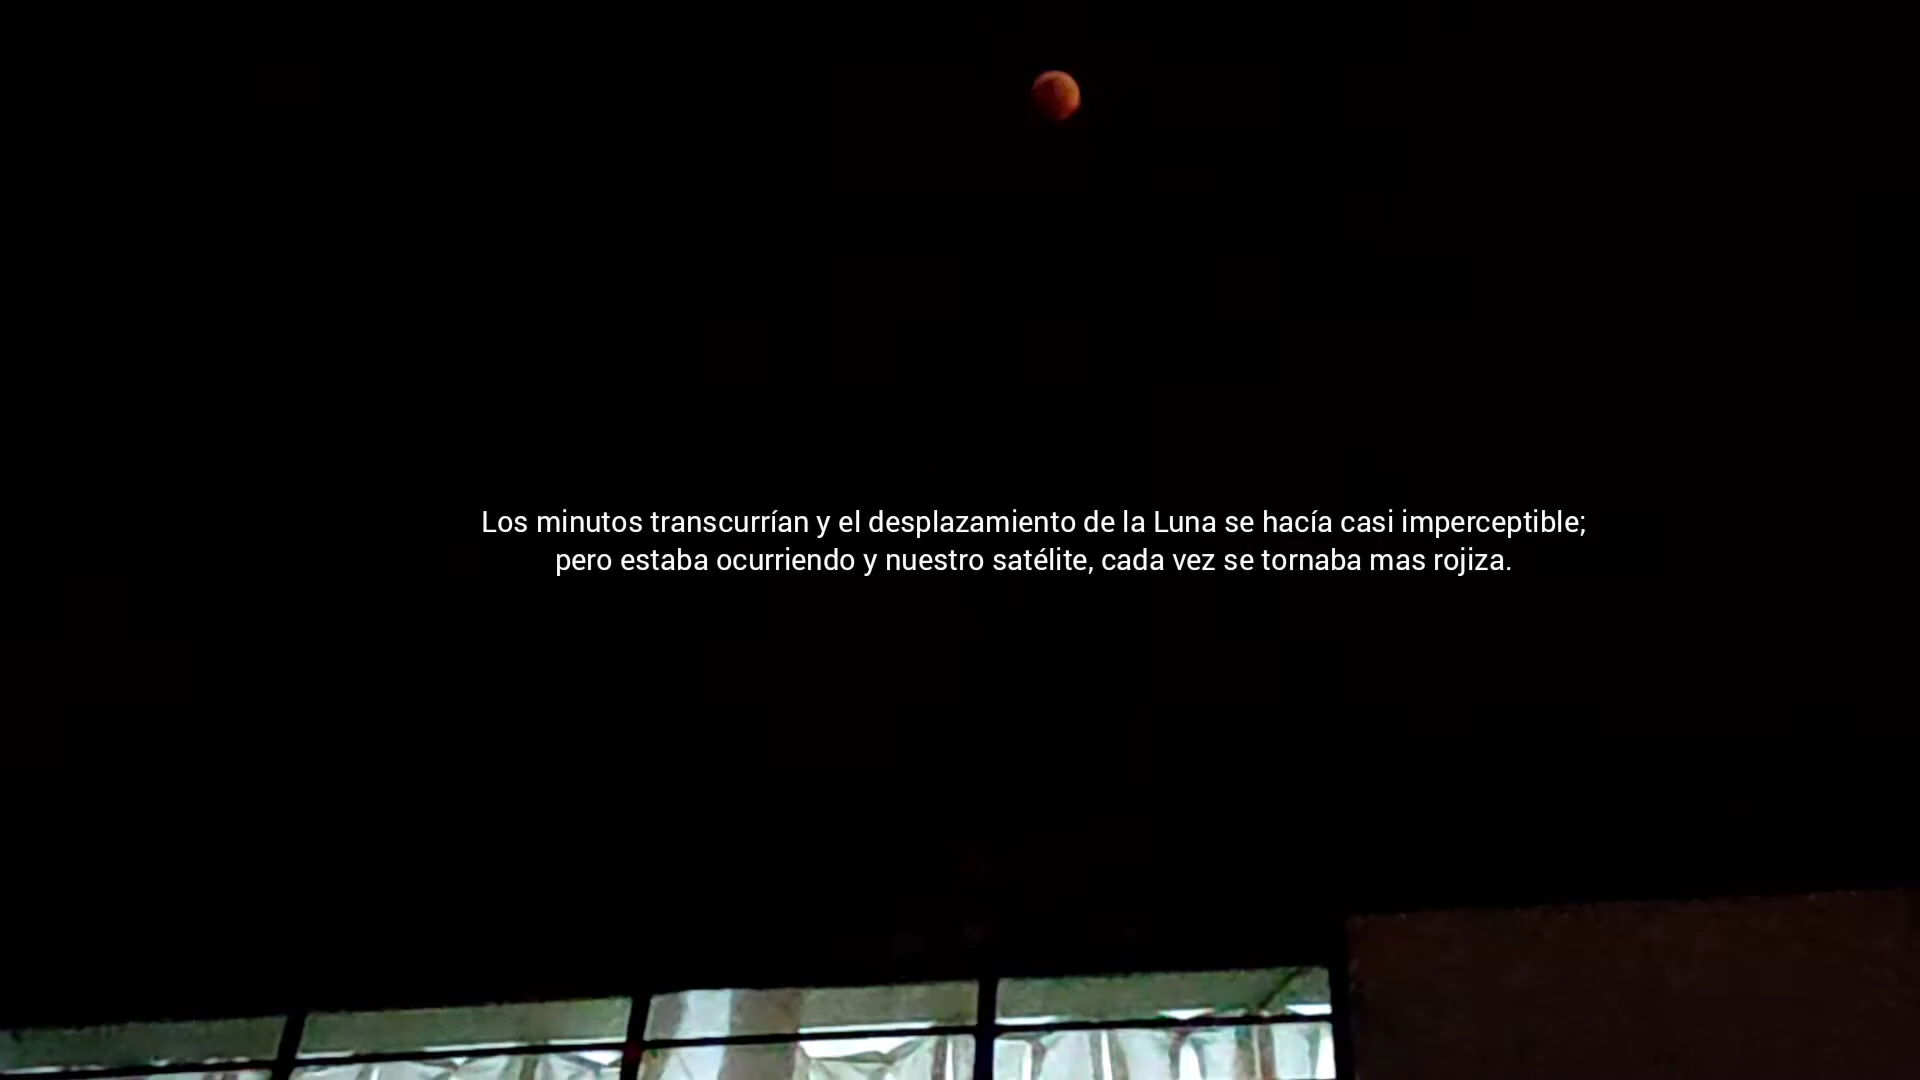 Los minutos transcurrían y el desplazamiento de la Luna se hacía casi imperceptible;
pero estaba ocurriendo y nuestro satélite, cada vez se tornaba mas rojiza.